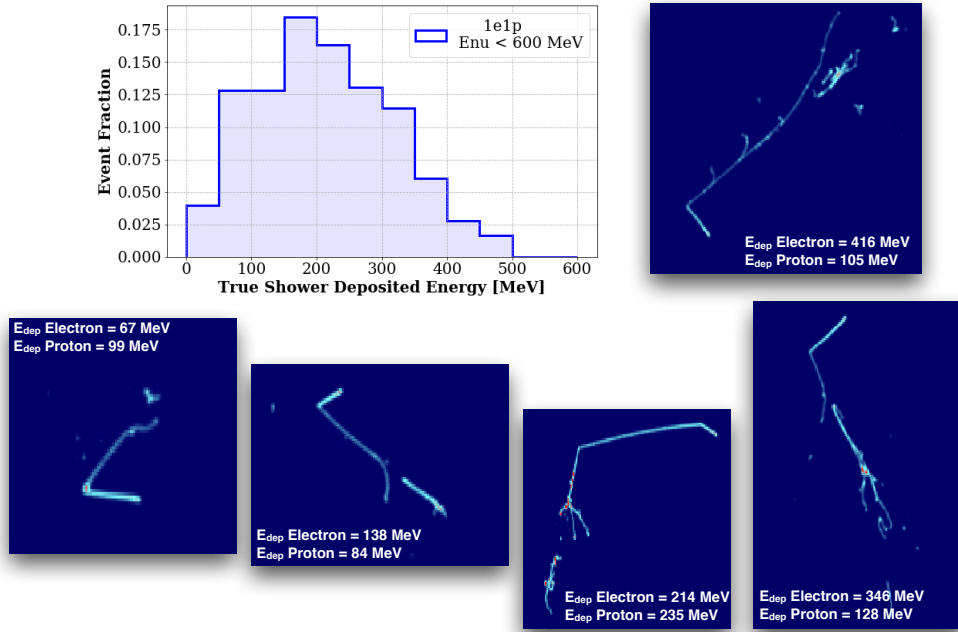 1e1p
Enu < 600 MeV
0.175
0.150
0.125
0.100
0.075
0.050
0.025
0.000
Event Fraction
0 100 200 300 400 500 600
True Shower Deposited Energy [MeV]
Edep Electron = 416 MeV
Edep Proton = 105 MeV
Edep Electron = 67 MeV
Edep Proton = 99 MeV
Edep Electron = 138 MeV
Edep Proton = 84 MeV
Edep Electron = 214 MeV
Edep Proton = 235 MeV
Edep Electron = 346 MeV
Edep Proton = 128 MeV